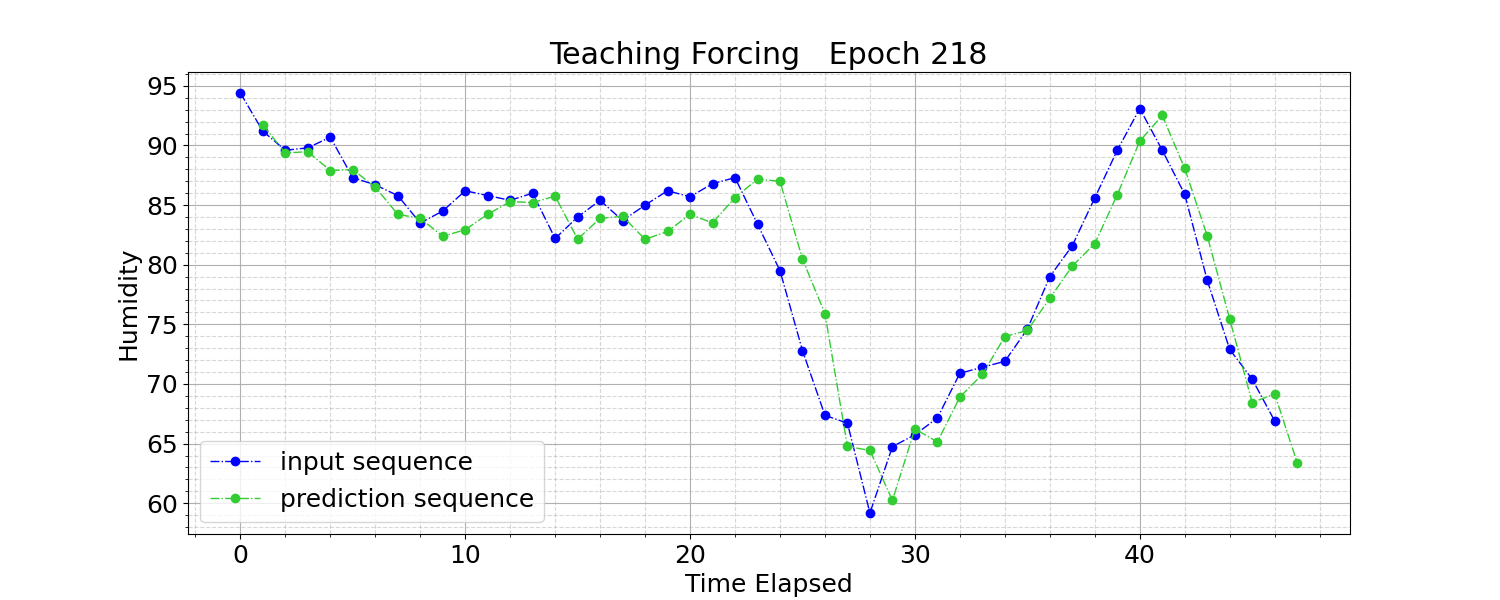 Teaching Forcing   Epoch 218
95
90
85
80
75
70
65
60
Humidity
input sequence
prediction sequence
0 10 20 30 40
Time Elapsed